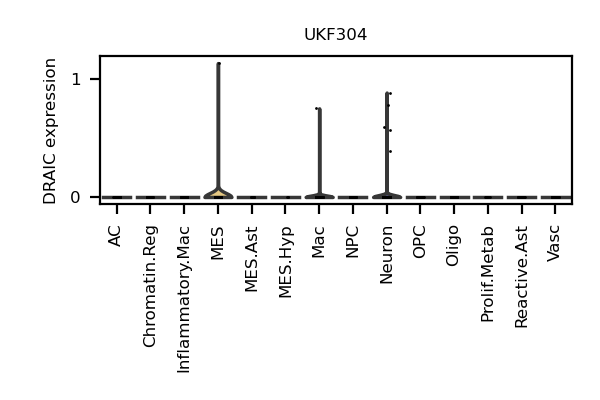 UKF304
DRAIC expression
1
0
AC
Chromatin.Reg
Inflammatory.Mac
MES
MES.Ast
MES.Hyp
Mac
NPC
Neuron
OPC
Oligo
Prolif.Metab
Reactive.Ast
Vasc